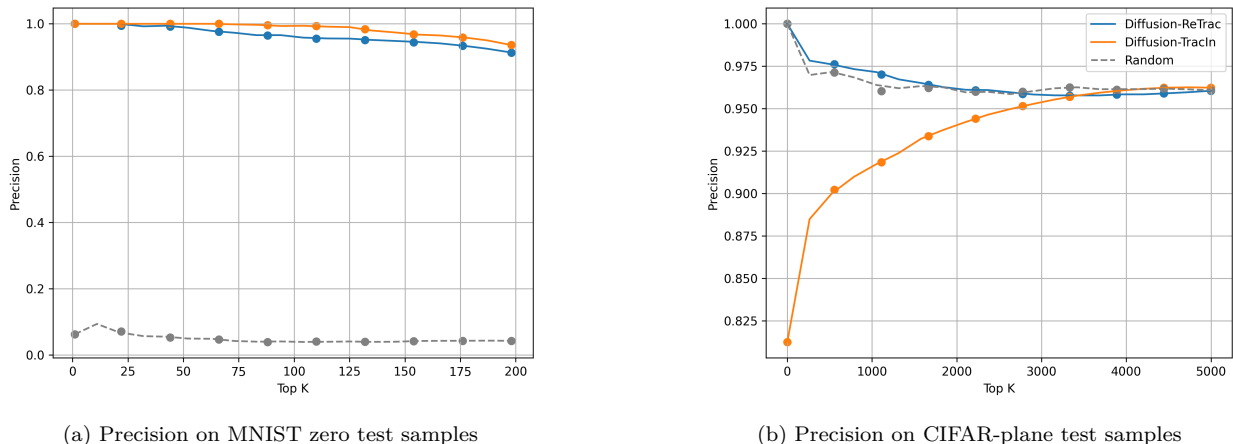 1.0
0.8
0.6
0.4
0.2
0.0
Precision
0 25 50 75 100 125 150 175 200
Top K
(a) Precision on MNIST zero test samples
1.000
0.975
0.950
0.925
0.900
0.875
0.850
0.825
Precision
Diffusion-ReTrac
Diffusion-TracIn
Random
0 1000 2000 3000 4000 5000
Top K
(b) Precision on CIFAR-plane test samples